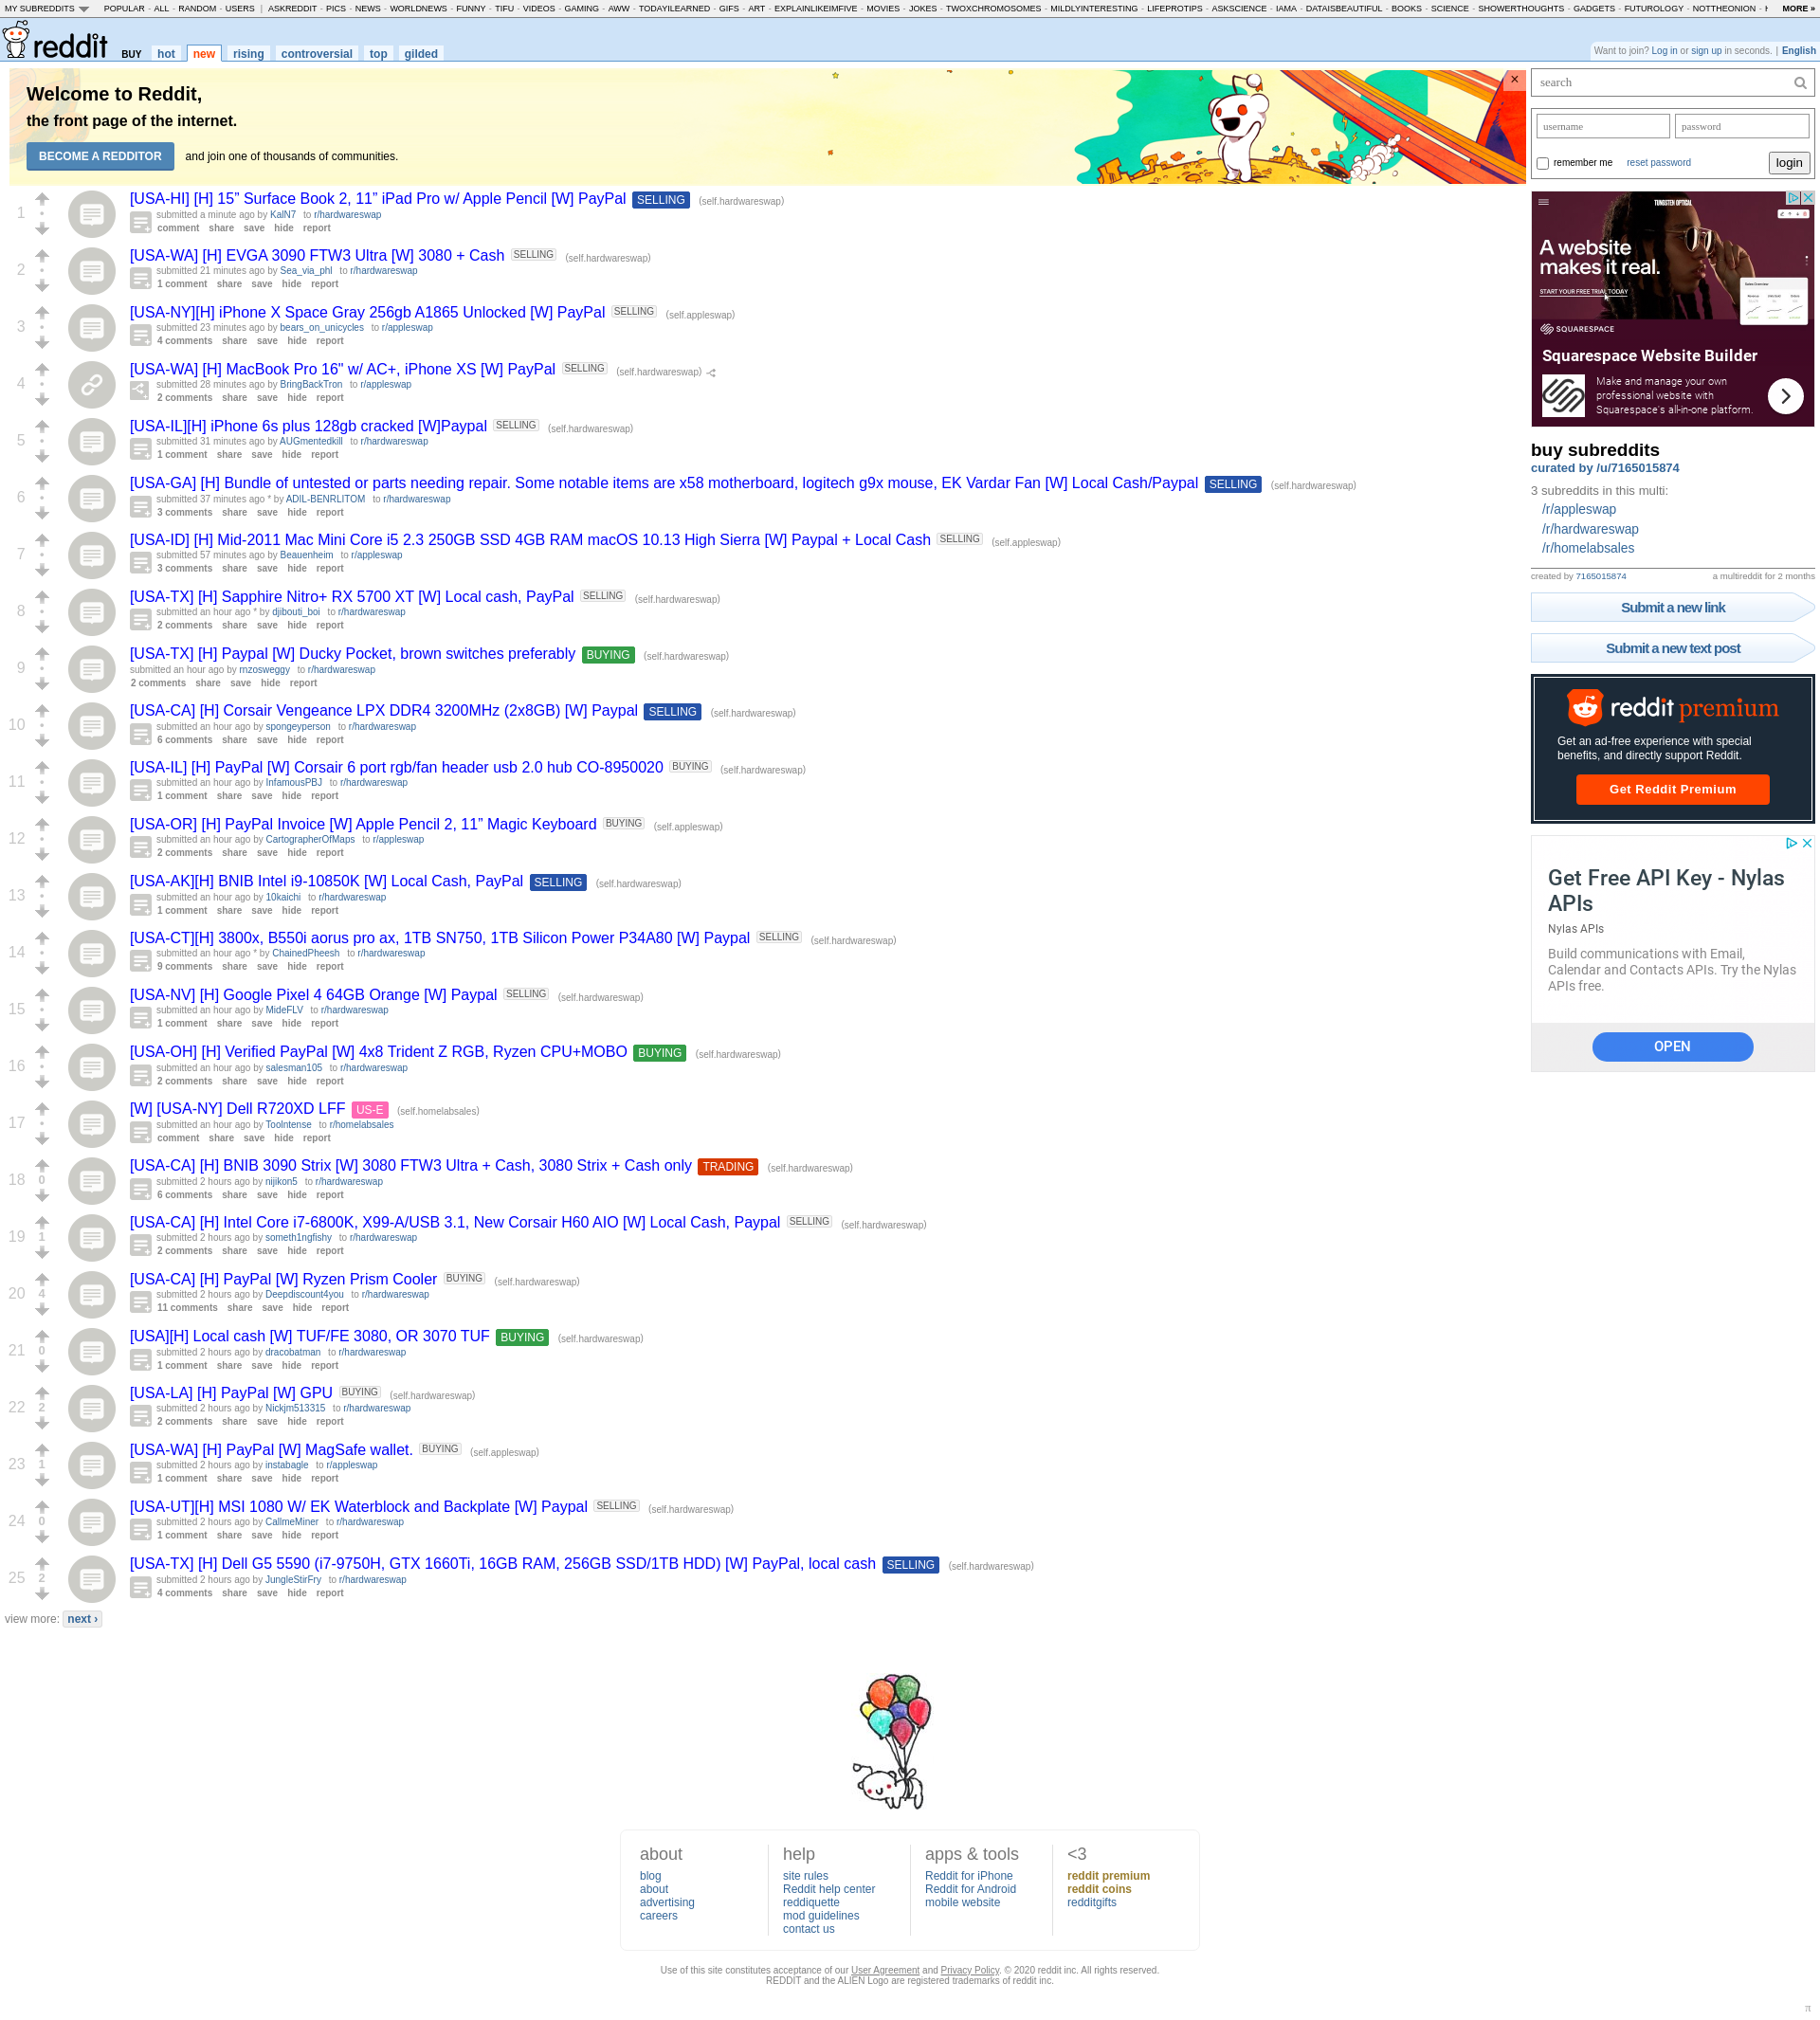 MY SUBREDDITS POPULAR - ALL - RANDOM - USERS | ASKREDDIT - PICS - NEWS - WORLDNEWS - FUNNY - TIFU - VIDEOS - GAMING - AWW - TODAYILEARNED - GIFS - ART - EXPLAINLIKEIMFIVE - MOVIES - JOKES - TWOXCHROMOSOMES - MILDLYINTERESTING - LIFEPROTIPS - ASKSCIENCE - IAMA - DATAISBEAUTIFUL - BOOKS - SCIENCE - SHOWERTHOUGHTS - GADGETS - FUTUROLOGY - NOTTHEONION - MORE »
reddit BUY hot new rising controversial top gilded
Want to join? Log in or sign up in seconds. | English
Welcome to Reddit,
the front page of the internet.
BECOME A REDDITOR and join one of thousands of communities.
×
1
[USA-HI] [H] 15” Surface Book 2, 11” iPad Pro w/ Apple Pencil [W] PayPal SELLING (self.hardwareswap)
submitted a minute ago by KalN7 to r/hardwareswap
comment share save hide report
2
[USA-WA] [H] EVGA 3090 FTW3 Ultra [W] 3080 + Cash SELLING (self.hardwareswap)
submitted 21 minutes ago by Sea_via_phl to r/hardwareswap
1 comment share save hide report
3
[USA-NY][H] iPhone X Space Gray 256gb A1865 Unlocked [W] PayPal SELLING (self.appleswap)
submitted 23 minutes ago by bears_on_unicycles to r/appleswap
4 comments share save hide report
4
[USA-WA] [H] MacBook Pro 16" w/ AC+, iPhone XS [W] PayPal SELLING (self.hardwareswap)
submitted 28 minutes ago by BringBackTron to r/appleswap
2 comments share save hide report
5
[USA-IL][H] iPhone 6s plus 128gb cracked [W]Paypal SELLING (self.hardwareswap)
submitted 31 minutes ago by AUGmentedkill to r/hardwareswap
1 comment share save hide report
6
[USA-GA] [H] Bundle of untested or parts needing repair. Some notable items are x58 motherboard, logitech g9x mouse, EK Vardar Fan [W] Local Cash/Paypal SELLING (self.hardwareswap)
submitted 37 minutes ago * by ADIL-BENRLITOM to r/hardwareswap
3 comments share save hide report
7
[USA-ID] [H] Mid-2011 Mac Mini Core i5 2.3 250GB SSD 4GB RAM macOS 10.13 High Sierra [W] Paypal + Local Cash SELLING (self.appleswap)
submitted 57 minutes ago by Beauenheim to r/appleswap
3 comments share save hide report
8
[USA-TX] [H] Sapphire Nitro+ RX 5700 XT [W] Local cash, PayPal SELLING (self.hardwareswap)
submitted an hour ago * by djibouti_boi to r/hardwareswap
2 comments share save hide report
9
[USA-TX] [H] Paypal [W] Ducky Pocket, brown switches preferably BUYING (self.hardwareswap)
submitted an hour ago by rnzosweggy to r/hardwareswap
2 comments share save hide report
10
[USA-CA] [H] Corsair Vengeance LPX DDR4 3200MHz (2x8GB) [W] Paypal SELLING (self.hardwareswap)
submitted an hour ago by spongeyperson to r/hardwareswap
6 comments share save hide report
11
[USA-IL] [H] PayPal [W] Corsair 6 port rgb/fan header usb 2.0 hub CO-8950020 BUYING (self.hardwareswap)
submitted an hour ago by InfamousPBJ to r/hardwareswap
1 comment share save hide report
12
[USA-OR] [H] PayPal Invoice [W] Apple Pencil 2, 11” Magic Keyboard BUYING (self.appleswap)
submitted an hour ago by CartographerOfMaps to r/appleswap
2 comments share save hide report
13
[USA-AK][H] BNIB Intel i9-10850K [W] Local Cash, PayPal SELLING (self.hardwareswap)
submitted an hour ago by 10kaichi to r/hardwareswap
1 comment share save hide report
14
[USA-CT][H] 3800x, B550i aorus pro ax, 1TB SN750, 1TB Silicon Power P34A80 [W] Paypal SELLING (self.hardwareswap)
submitted an hour ago * by ChainedPheesh to r/hardwareswap
9 comments share save hide report
15
[USA-NV] [H] Google Pixel 4 64GB Orange [W] Paypal SELLING (self.hardwareswap)
submitted an hour ago by MideFLV to r/hardwareswap
1 comment share save hide report
16
[USA-OH] [H] Verified PayPal [W] 4x8 Trident Z RGB, Ryzen CPU+MOBO BUYING (self.hardwareswap)
submitted an hour ago by salesman105 to r/hardwareswap
2 comments share save hide report
17
[W] [USA-NY] Dell R720XD LFF US-E (self.homelabsales)
submitted an hour ago by TooIntense to r/homelabsales
comment share save hide report
18 0
[USA-CA] [H] BNIB 3090 Strix [W] 3080 FTW3 Ultra + Cash, 3080 Strix + Cash only TRADING (self.hardwareswap)
submitted 2 hours ago by nijikon5 to r/hardwareswap
6 comments share save hide report
19 1
[USA-CA] [H] Intel Core i7-6800K, X99-A/USB 3.1, New Corsair H60 AIO [W] Local Cash, Paypal SELLING (self.hardwareswap)
submitted 2 hours ago by someth1ngfishy to r/hardwareswap
2 comments share save hide report
20 4
[USA-CA] [H] PayPal [W] Ryzen Prism Cooler BUYING (self.hardwareswap)
submitted 2 hours ago by Deepdiscount4you to r/hardwareswap
11 comments share save hide report
21 0
[USA][H] Local cash [W] TUF/FE 3080, OR 3070 TUF BUYING (self.hardwareswap)
submitted 2 hours ago by dracobatman to r/hardwareswap
1 comment share save hide report
22 2
[USA-LA] [H] PayPal [W] GPU BUYING (self.hardwareswap)
submitted 2 hours ago by Nickjm513315 to r/hardwareswap
2 comments share save hide report
23 1
[USA-WA] [H] PayPal [W] MagSafe wallet. BUYING (self.appleswap)
submitted 2 hours ago by instabagle to r/appleswap
1 comment share save hide report
24 0
[USA-UT][H] MSI 1080 W/ EK Waterblock and Backplate [W] Paypal SELLING (self.hardwareswap)
submitted 2 hours ago by CallmeMiner to r/hardwareswap
1 comment share save hide report
25 2
[USA-TX] [H] Dell G5 5590 (i7-9750H, GTX 1660Ti, 16GB RAM, 256GB SSD/1TB HDD) [W] PayPal, local cash SELLING (self.hardwareswap)
submitted 2 hours ago by JungleStirFry to r/hardwareswap
4 comments share save hide report
view more: next ›
search
username password
remember me reset password login
TUNGSTEN OPTICAL
A website
makes it real.
START YOUR FREE TRIAL TODAY
SQUARESPACE
Squarespace Website Builder
Make and manage your own
professional website with
Squarespace's all-in-one platform.
buy subreddits
curated by /u/7165015874
3 subreddits in this multi:
/r/appleswap
/r/hardwareswap
/r/homelabsales
created by 7165015874 a multireddit for 2 months
Submit a new link
Submit a new text post
reddit premium
Get an ad-free experience with special
benefits, and directly support Reddit.
Get Reddit Premium
Get Free API Key - Nylas
APIs
Nylas APIs
Build communications with Email,
Calendar and Contacts APIs. Try the Nylas
APIs free.
OPEN
about
blog
about
advertising
careers
help
site rules
Reddit help center
reddiquette
mod guidelines
contact us
apps & tools
Reddit for iPhone
Reddit for Android
mobile website
<3
reddit premium
reddit coins
redditgifts
Use of this site constitutes acceptance of our User Agreement and Privacy Policy. © 2020 reddit inc. All rights reserved.
REDDIT and the ALIEN Logo are registered trademarks of reddit inc.
π